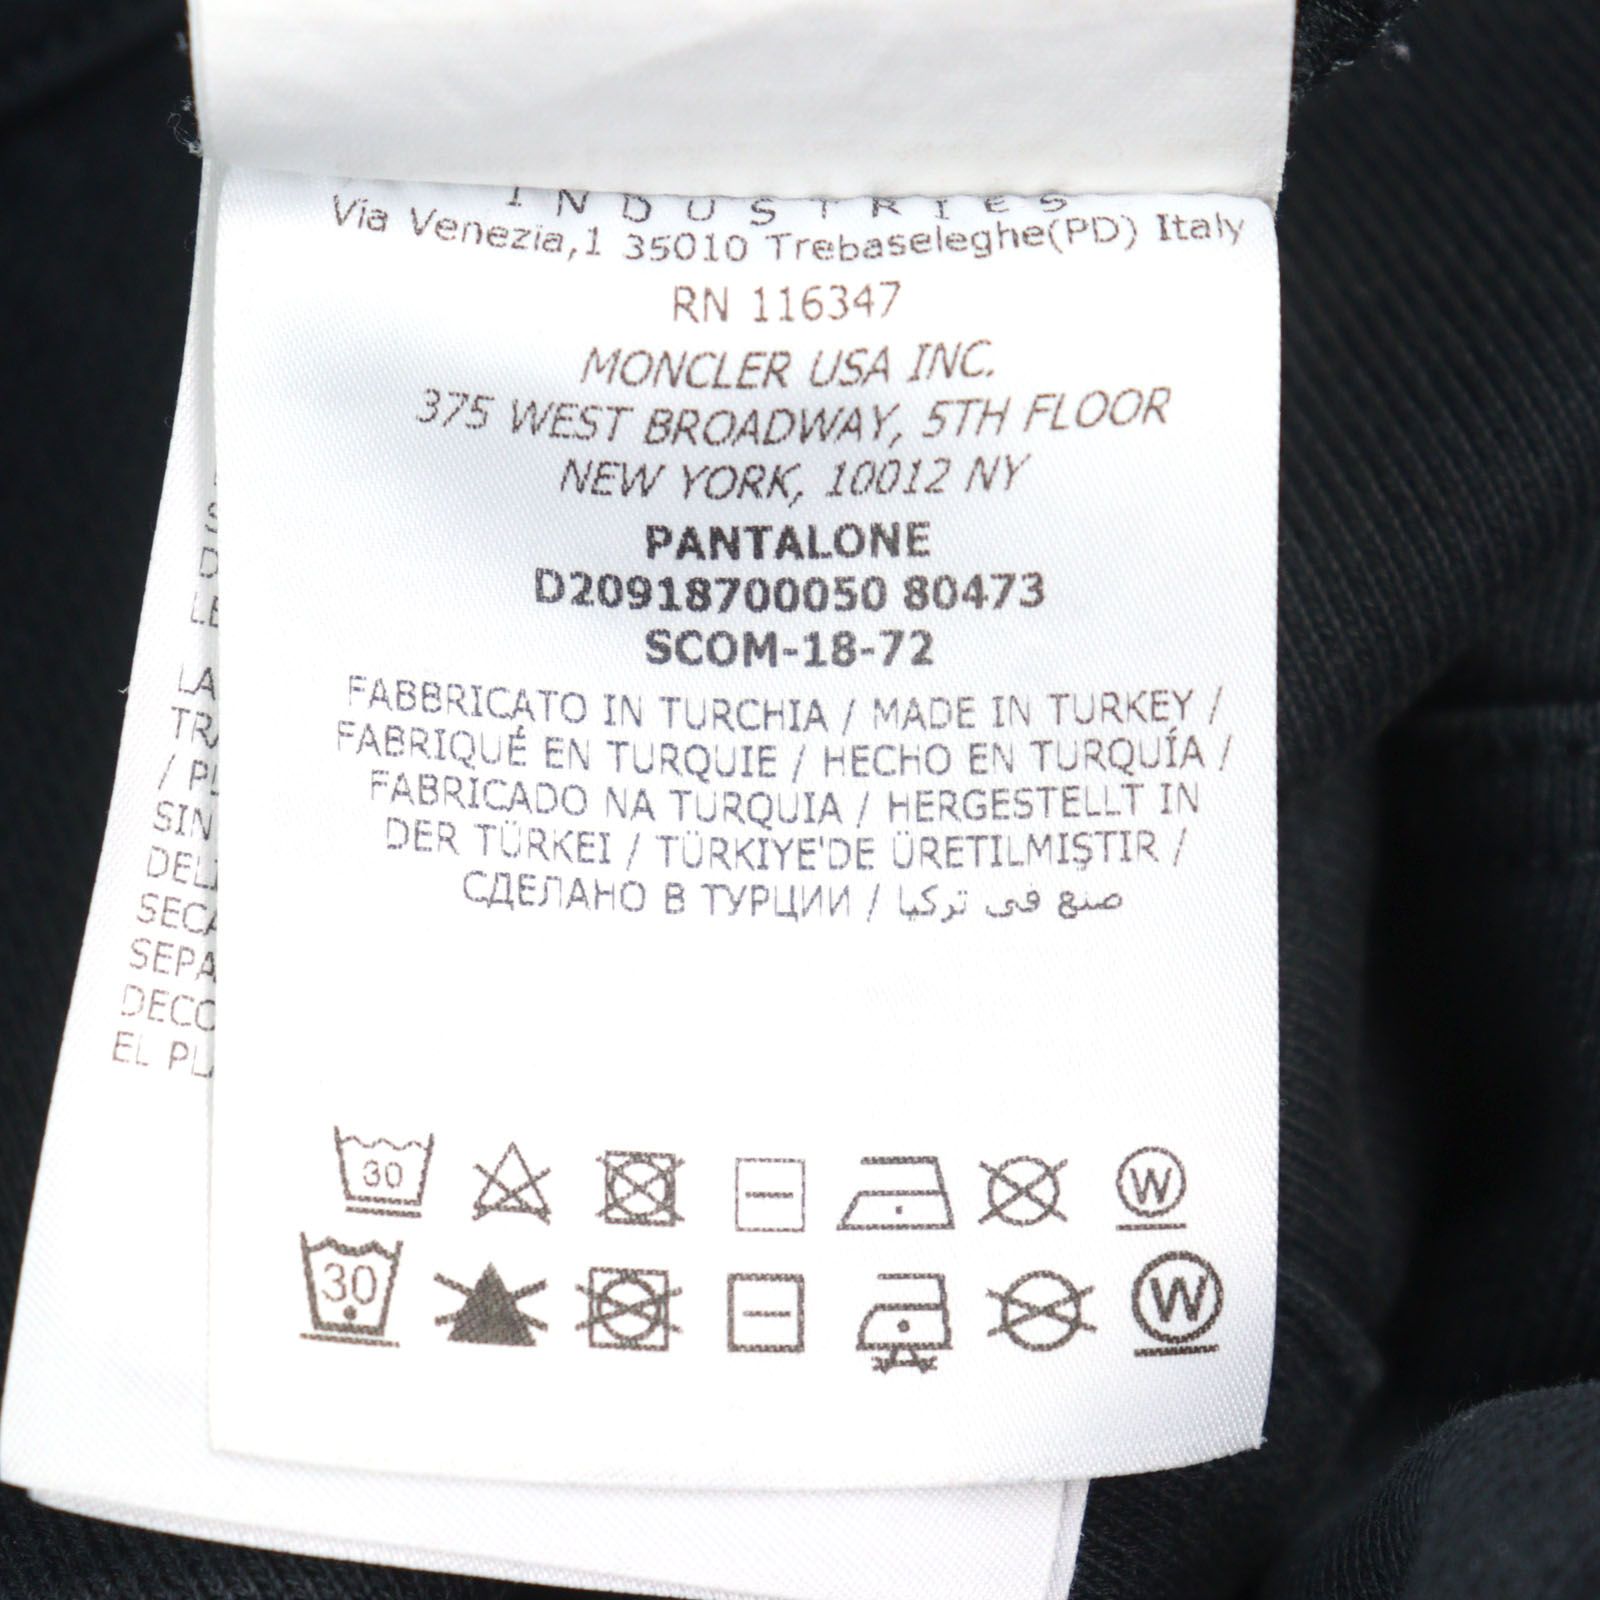 INDUSTRIES
Via Venezia,1 35010 Trebaseleghe(PD) Italy
RN 116347
MONCLER USA INC.
375 WEST BROADWAY, 5TH FLOOR
NEW YORK, 10012 NY
PANTALONE
D20918700050 80473
SCOM-18-72
FABBRICATO IN TURCHIA / MADE IN TURKEY /
FABRIQUÉ EN TURQUIE / HECHO EN TURQUÍA /
FABRICADO NA TURQUIA / HERGESTELLT IN
DER TÜRKEI / TÜRKIYE'DE ÜRETILMIŞTIR /
СДЕЛАНО В ТУРЦИИ / صنع في تركيا
30 W
30 W
LA
SIN
EL